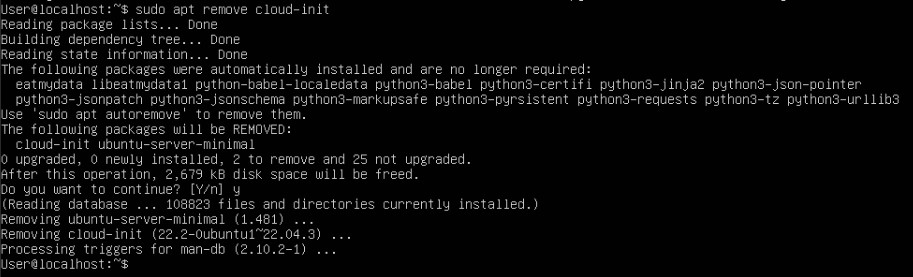 User@localhost:~$ sudo apt remove cloud-init
Reading package lists... Done
Building dependency tree... Done
Reading state information... Done
The following packages were automatically installed and are no longer required:
  eatmydata libeatmydata1 python-babel-localedata python3-babel python3-certifi python3-jinja2 python3-json-pointer
  python3-jsonpatch python3-jsonschema python3-markupsafe python3-pyrsistent python3-requests python3-tz python3-urllib3
Use 'sudo apt autoremove' to remove them.
The following packages will be REMOVED:
  cloud-init ubuntu-server-minimal
0 upgraded, 0 newly installed, 2 to remove and 25 not upgraded.
After this operation, 2,679 kB disk space will be freed.
Do you want to continue? [Y/n] y
(Reading database ... 108823 files and directories currently installed.)
Removing ubuntu-server-minimal (1.481) ...
Removing cloud-init (22.2-0ubuntu1~22.04.3) ...
Processing triggers for man-db (2.10.2-1) ...
User@localhost:~$